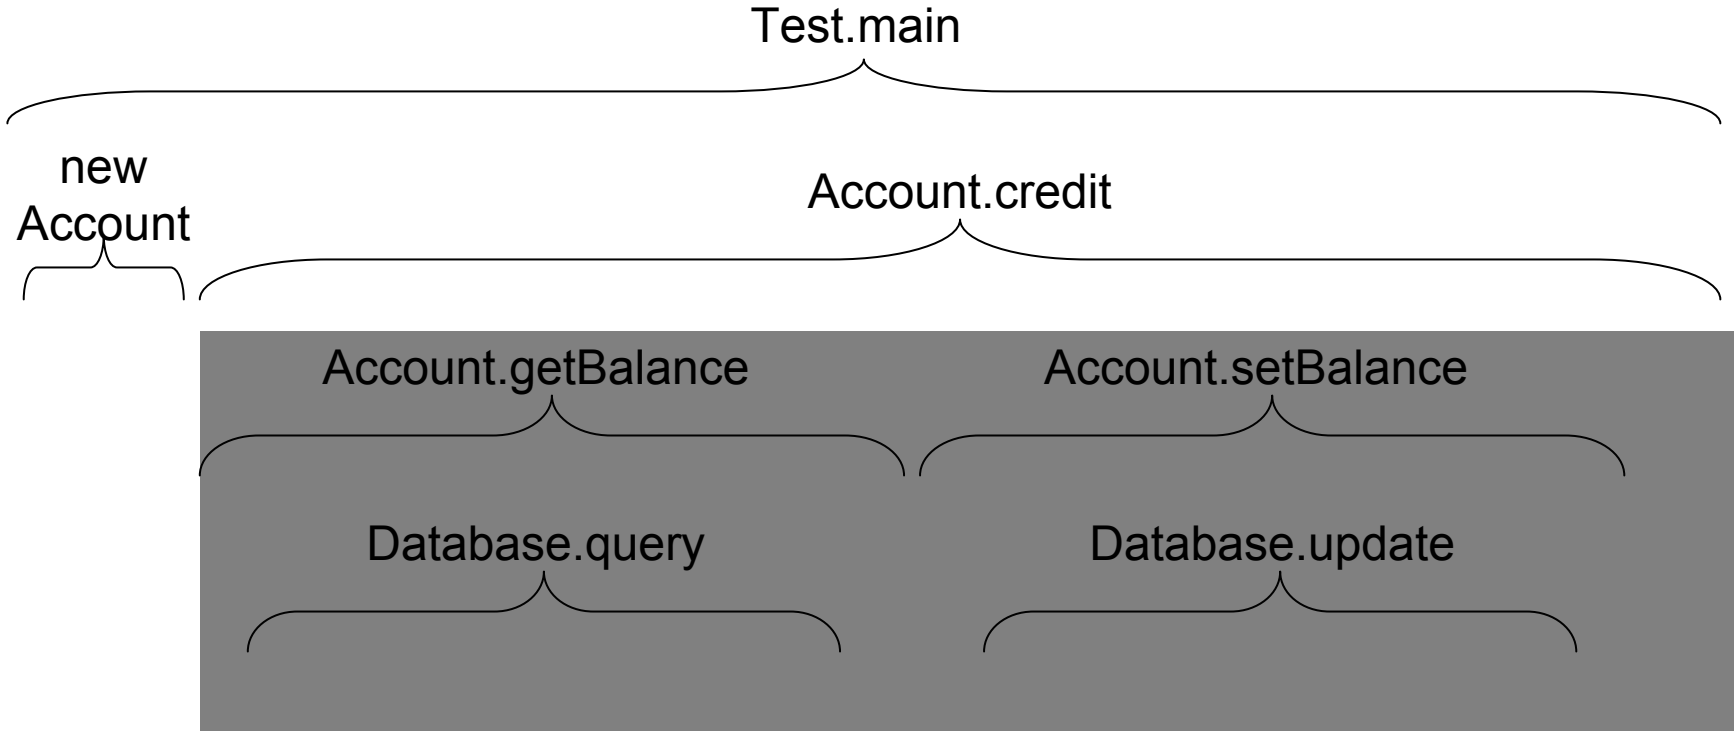 Test.main
new
Account
Account.credit
Account.getBalance
Account.setBalance
Database.query
Database.update